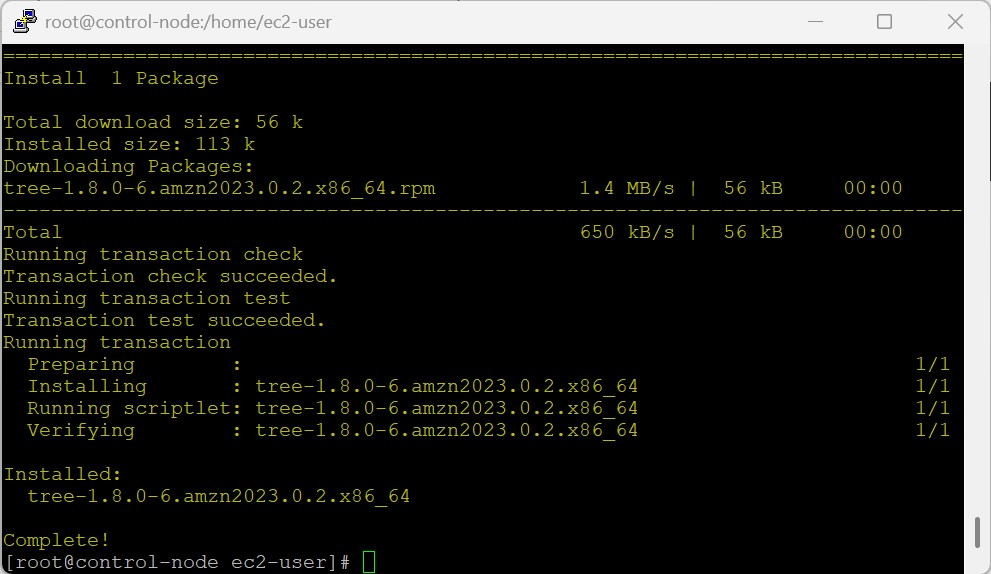 root@control-node:/home/ec2-user
================================================================================
Install  1 Package

Total download size: 56 k
Installed size: 113 k
Downloading Packages:
tree-1.8.0-6.amzn2023.0.2.x86_64.rpm            1.4 MB/s |  56 kB     00:00
--------------------------------------------------------------------------------
Total                                           650 kB/s |  56 kB     00:00
Running transaction check
Transaction check succeeded.
Running transaction test
Transaction test succeeded.
Running transaction
  Preparing        :                                                         1/1
  Installing       : tree-1.8.0-6.amzn2023.0.2.x86_64                        1/1
  Running scriptlet: tree-1.8.0-6.amzn2023.0.2.x86_64                        1/1
  Verifying        : tree-1.8.0-6.amzn2023.0.2.x86_64                        1/1

Installed:
  tree-1.8.0-6.amzn2023.0.2.x86_64

Complete!
[root@control-node ec2-user]#